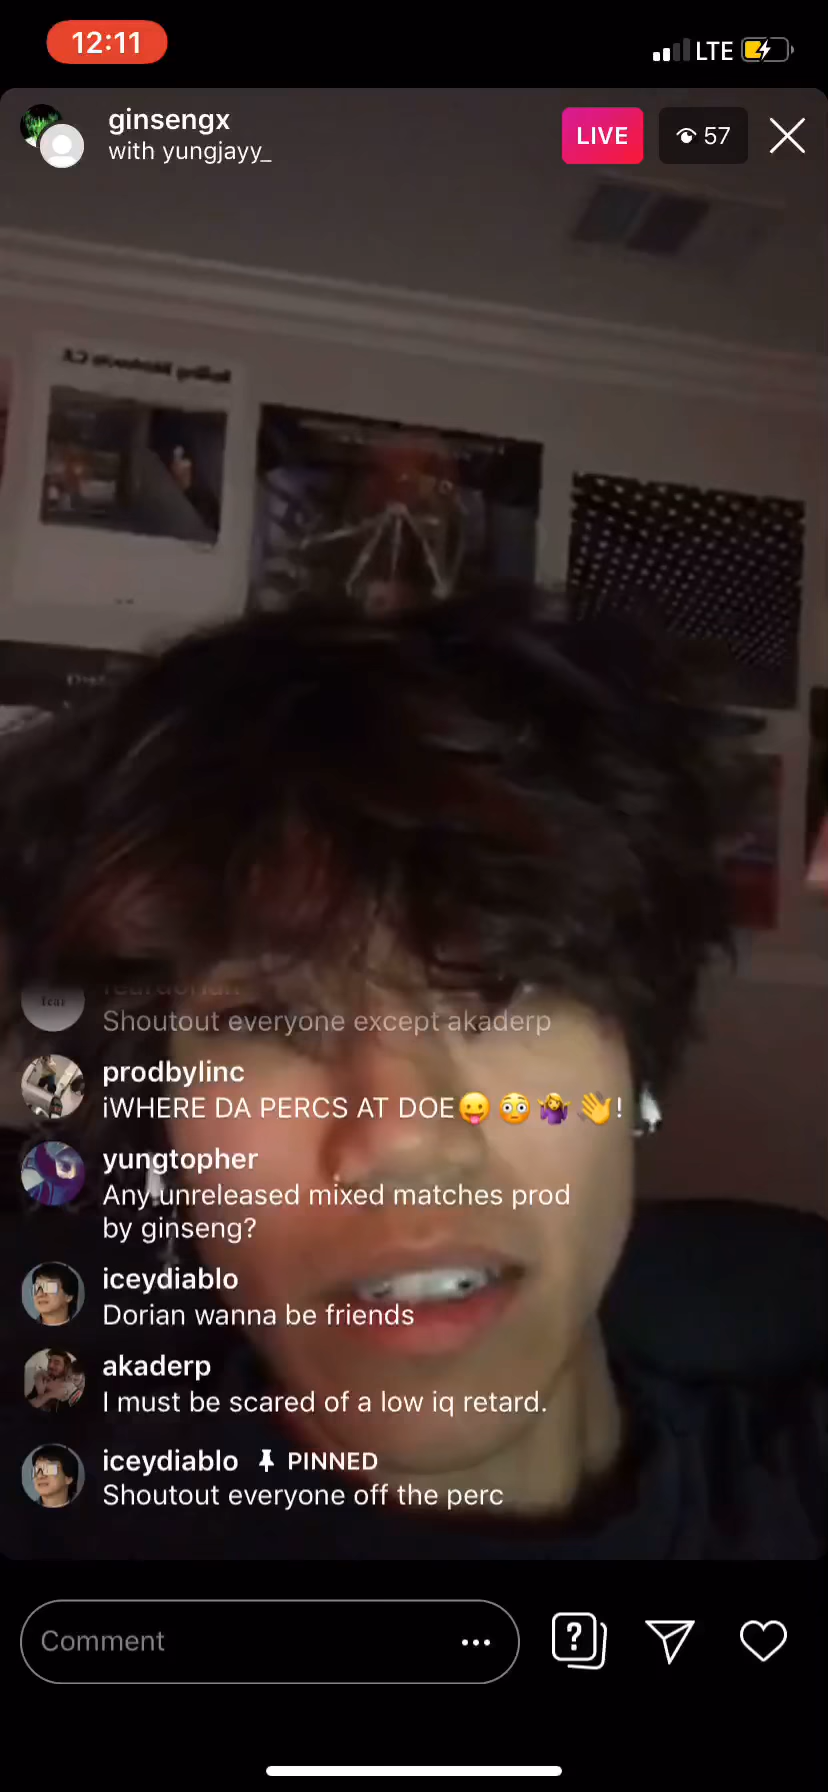 12:11
LTE
ginsengx
with yungjayy_
LIVE
57
Shoutout everyone except akaderp
prodbylinc
iWHERE DA PERCS AT DOE😛😳🤷‍♀️👋!
yungtopher
Any unreleased mixed matches prod
by ginseng?
iceydiablo
Dorian wanna be friends
akaderp
I must be scared of a low iq retard.
iceydiablo PINNED
Shoutout everyone off the perc
Comment